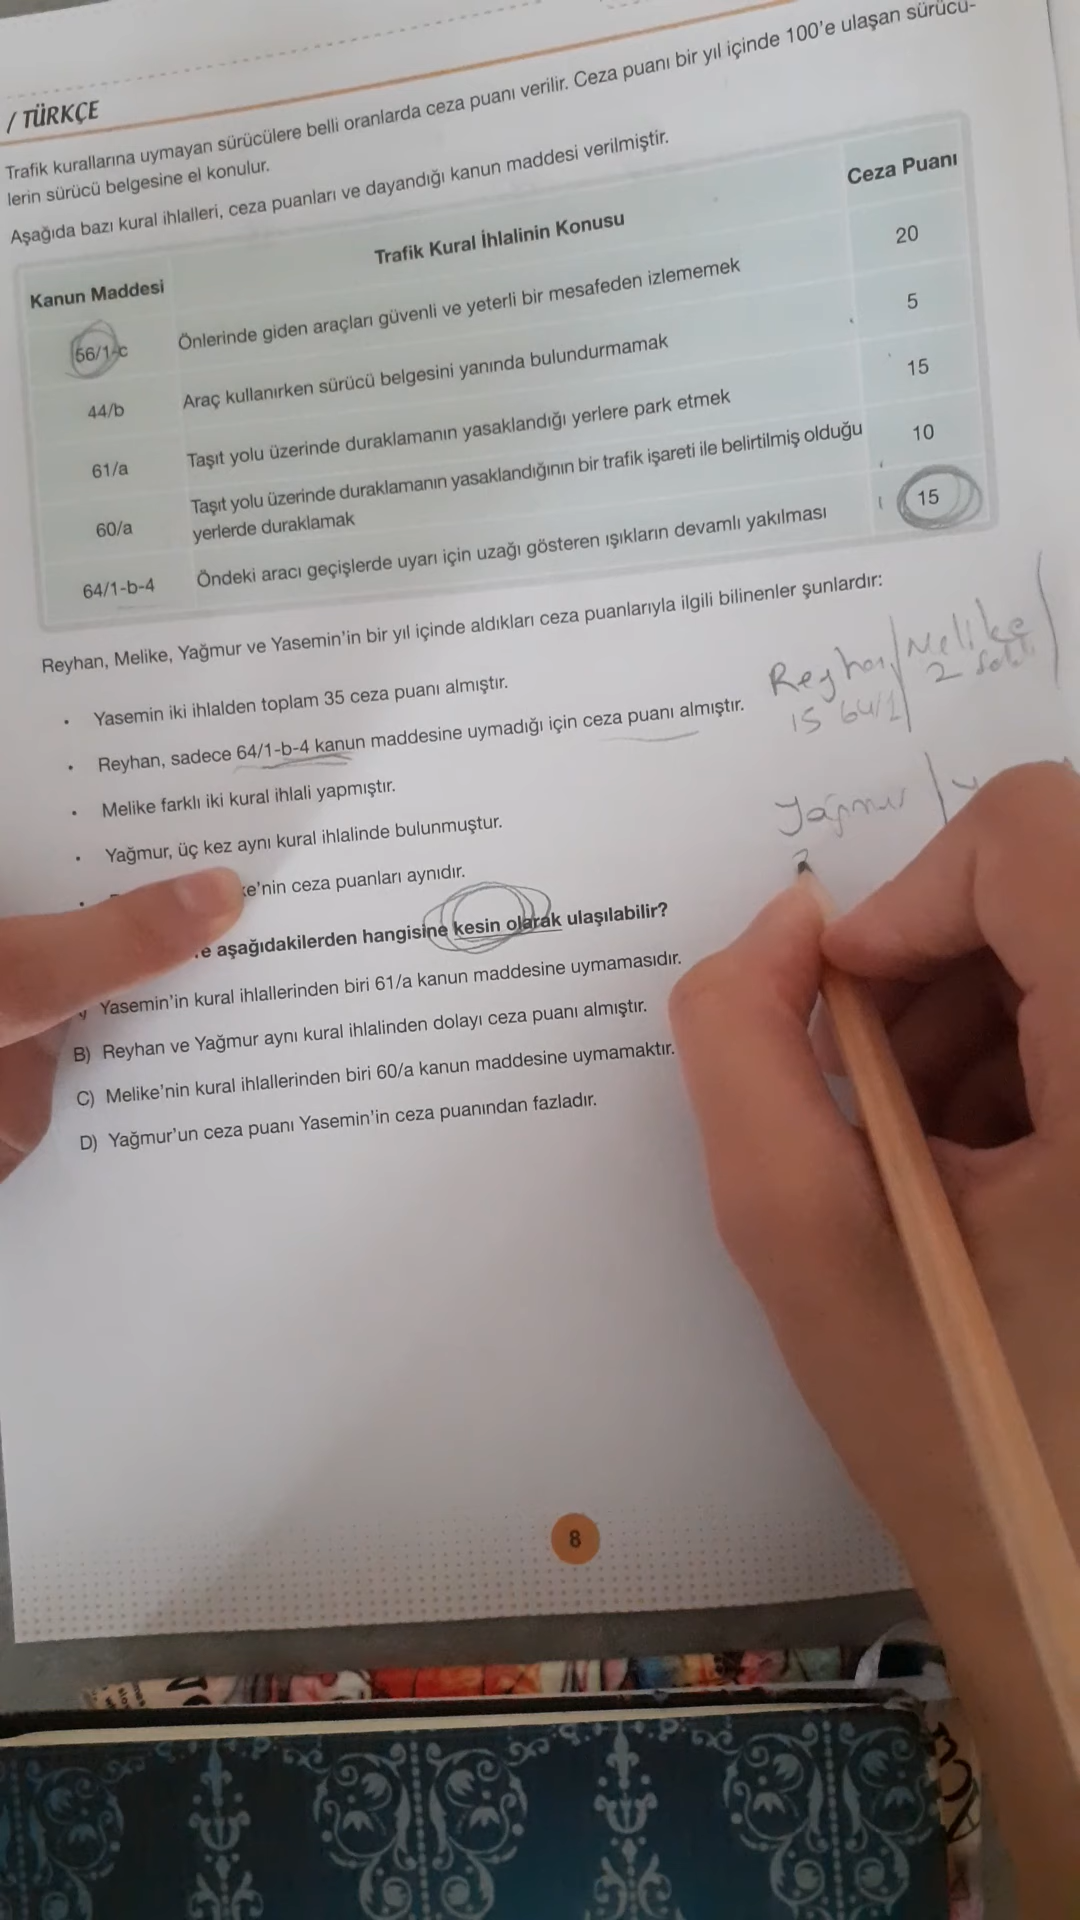 / TÜRKÇE
Trafik kurallarına uymayan sürücülere belli oranlarda ceza puanı verilir. Ceza puanı bir yıl içinde 100'e ulaşan sürücü-
lerin sürücü belgesine el konulur.
Aşağıda bazı kural ihlalleri, ceza puanları ve dayandığı kanun maddesi verilmiştir.
Kanun Maddesi Trafik Kural İhlalinin Konusu Ceza Puanı
56/1-c Önlerinde giden araçları güvenli ve yeterli bir mesafeden izlememek 20
44/b Araç kullanırken sürücü belgesini yanında bulundurmamak 5
61/a Taşıt yolu üzerinde duraklamanın yasaklandığı yerlere park etmek 15
60/a Taşıt yolu üzerinde duraklamanın yasaklandığının bir trafik işareti ile belirtilmiş olduğu 10
yerlerde duraklamak
64/1-b-4 Öndeki aracı geçişlerde uyarı için uzağı gösteren ışıkların devamlı yakılması 15
Reyhan, Melike, Yağmur ve Yasemin'in bir yıl içinde aldıkları ceza puanlarıyla ilgili bilinenler şunlardır:
• Yasemin iki ihlalden toplam 35 ceza puanı almıştır.
• Reyhan, sadece 64/1-b-4 kanun maddesine uymadığı için ceza puanı almıştır.
• Melike farklı iki kural ihlali yapmıştır.
• Yağmur, üç kez aynı kural ihlalinde bulunmuştur.
• ke'nin ceza puanları aynıdır.
aşağıdakilerden hangisine kesin olarak ulaşılabilir?
Yasemin'in kural ihlallerinden biri 61/a kanun maddesine uymamasıdır.
B) Reyhan ve Yağmur aynı kural ihlalinden dolayı ceza puanı almıştır.
C) Melike'nin kural ihlallerinden biri 60/a kanun maddesine uymamaktır.
D) Yağmur'un ceza puanı Yasemin'in ceza puanından fazladır.
Reyhan Melike
15 64/1 2
Yağmur
8